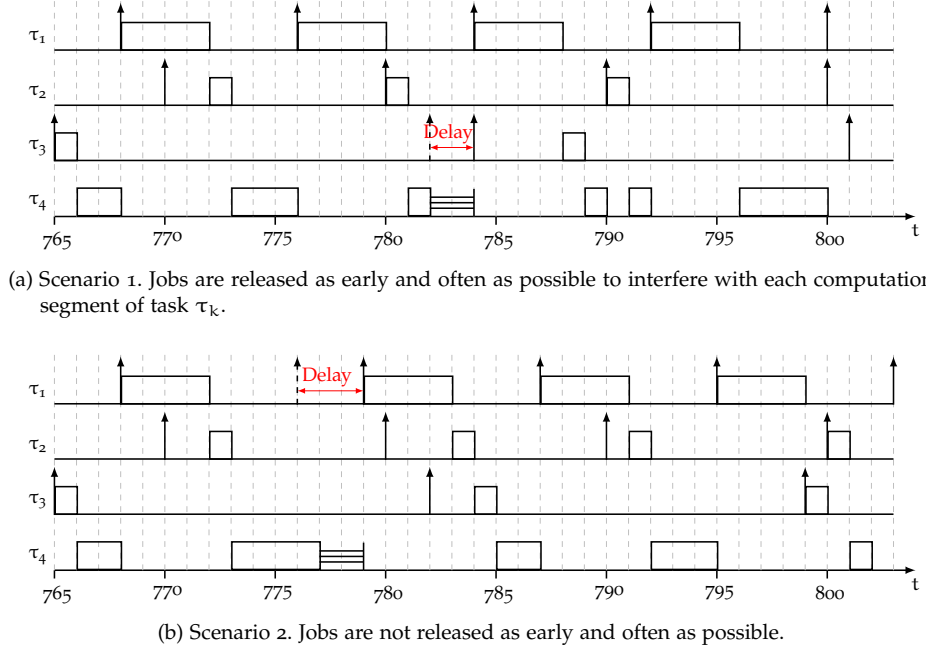 τ₁
τ₂
Delay
τ₃
τ₄
765 770 775 780 785 790 795 800 t
(a) Scenario 1. Jobs are released as early and often as possible to interfere with each computation
segment of task τₖ.
Delay
τ₁
τ₂
τ₃
τ₄
765 770 775 780 785 790 795 800 t
(b) Scenario 2. Jobs are not released as early and often as possible.